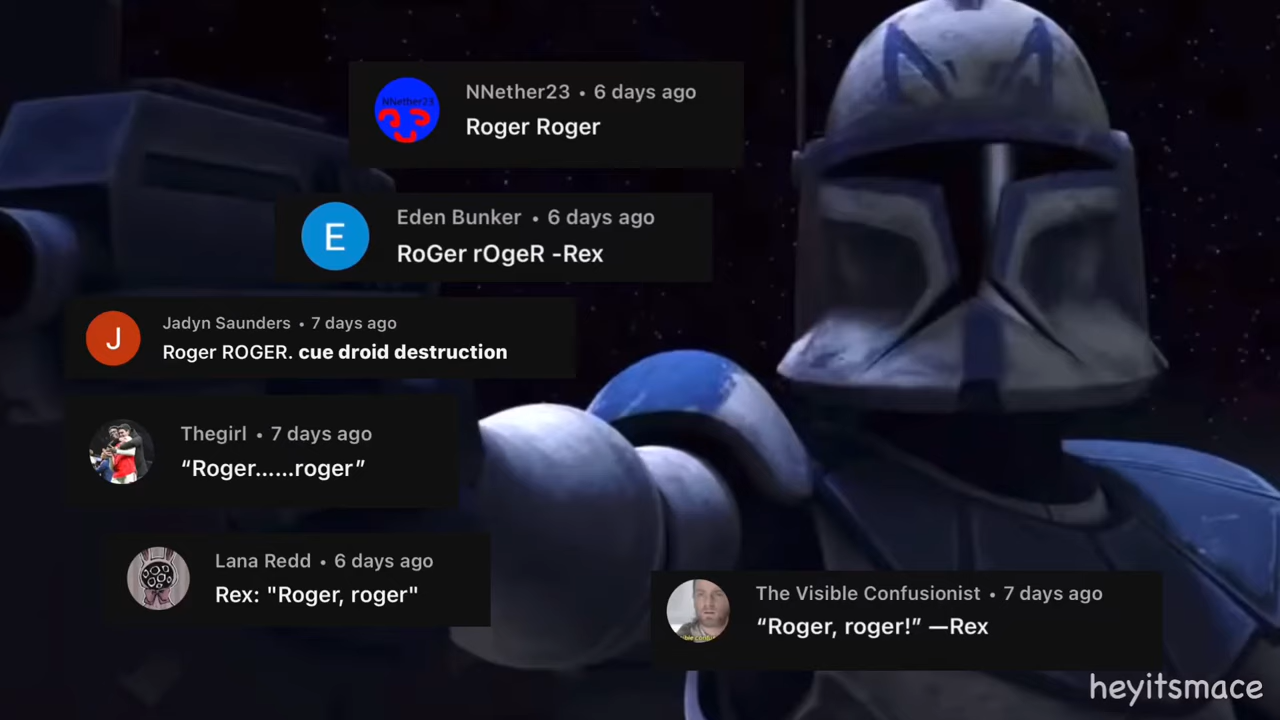 NNether23
NNether23 • 6 days ago
Roger Roger
E
Eden Bunker • 6 days ago
RoGer rOgeR -Rex
J
Jadyn Saunders • 7 days ago
Roger ROGER. cue droid destruction
Thegirl • 7 days ago
“Roger......roger”
Lana Redd • 6 days ago
Rex: "Roger, roger"
The Visible Confusionist • 7 days ago
“Roger, roger!” —Rex
heyitsmace